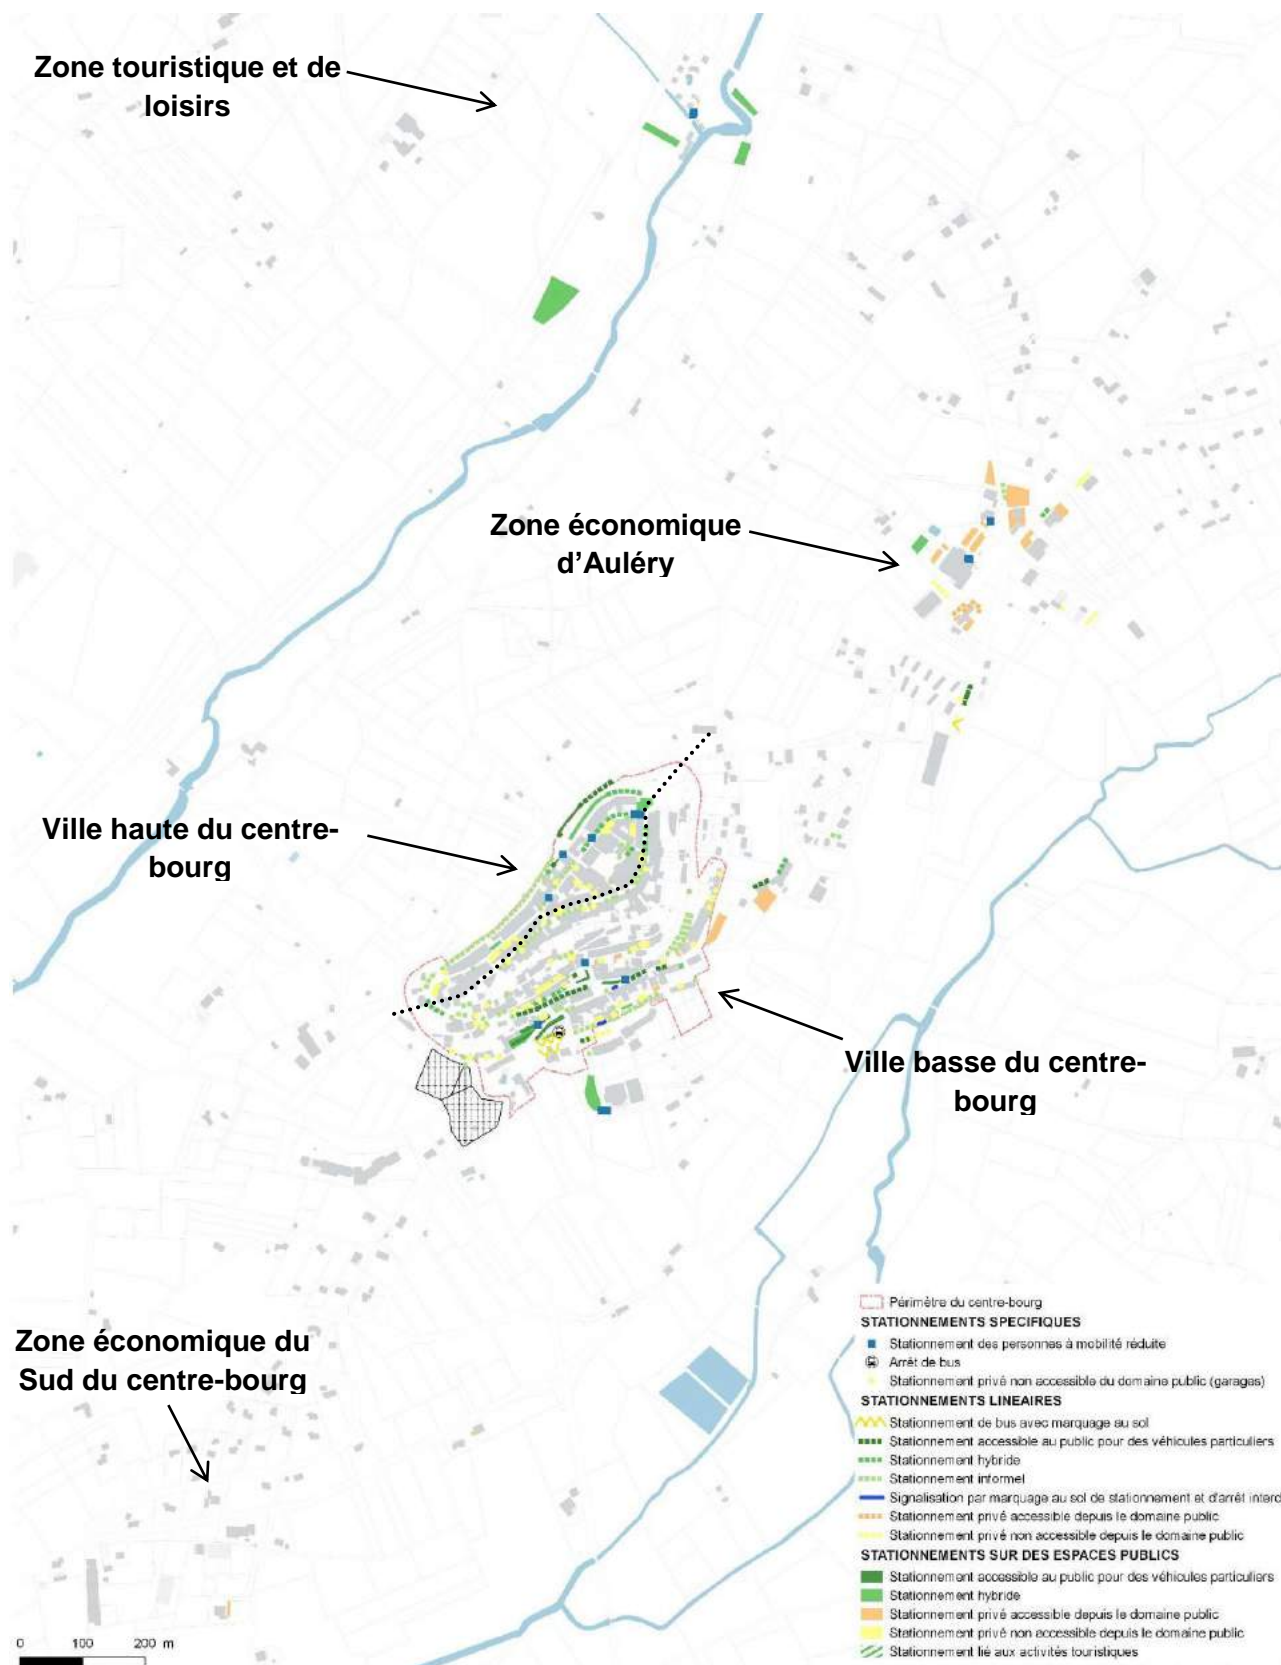 Zone touristique et de
loisirs
Zone économique
d’Auléry
Ville haute du centre-
bourg
Ville basse du centre-
bourg
Zone économique du
Sud du centre-bourg
Périmètre du centre-bourg
STATIONNEMENTS SPECIFIQUES
Stationnement des personnes à mobilité réduite
Arrêt de bus
Stationnement privé non accessible du domaine public (garages)
STATIONNEMENTS LINEAIRES
Stationnement de bus avec marquage au sol
Stationnement accessible au public pour des véhicules particuliers
Stationnement hybride
Stationnement informel
Signalisation par marquage au sol de stationnement et d'arrêt interd
Stationnement privé accessible depuis le domaine public
Stationnement privé non accessible depuis le domaine public
STATIONNEMENTS SUR DES ESPACES PUBLICS
Stationnement accessible au public pour des véhicules particuliers
Stationnement hybride
Stationnement privé accessible depuis le domaine public
Stationnement privé non accessible depuis le domaine public
Stationnement lié aux activités touristiques
0 100 200 m